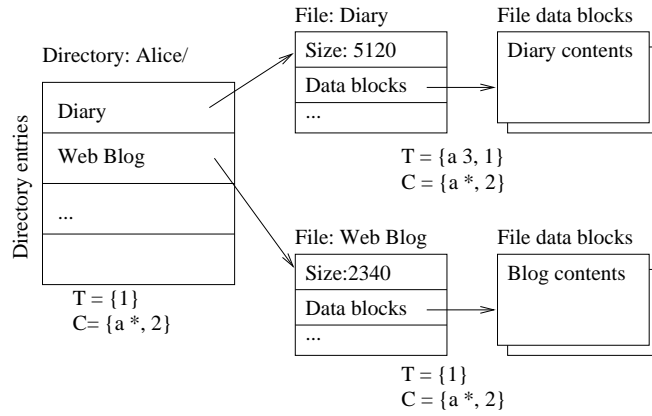 Directory: Alice/
Directory entries
Diary
Web Blog
...
T = {1}
C= {a *, 2}
File: Diary
Size: 5120
Data blocks
...
T = {a 3, 1}
C = {a *, 2}
File data blocks
Diary contents
File: Web Blog
Size:2340
Data blocks
...
T = {1}
C = {a *, 2}
File data blocks
Blog contents